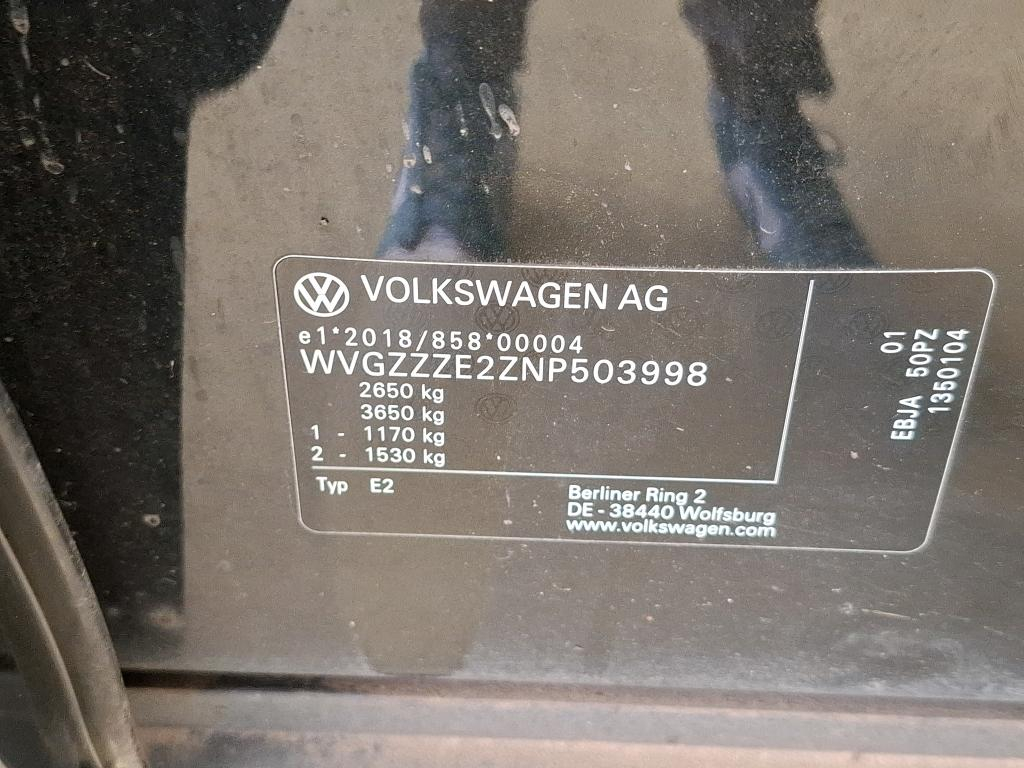 VOLKSWAGEN AG
e1*2018/858*00004
WVGZZZE2ZNP503998
2650 kg
3650 kg
1 - 1170 kg
2 - 1530 kg
Typ E2
Berliner Ring 2
DE - 38440 Wolfsburg
www.volkswagen.com
01
EBJA 50PZ
1350104